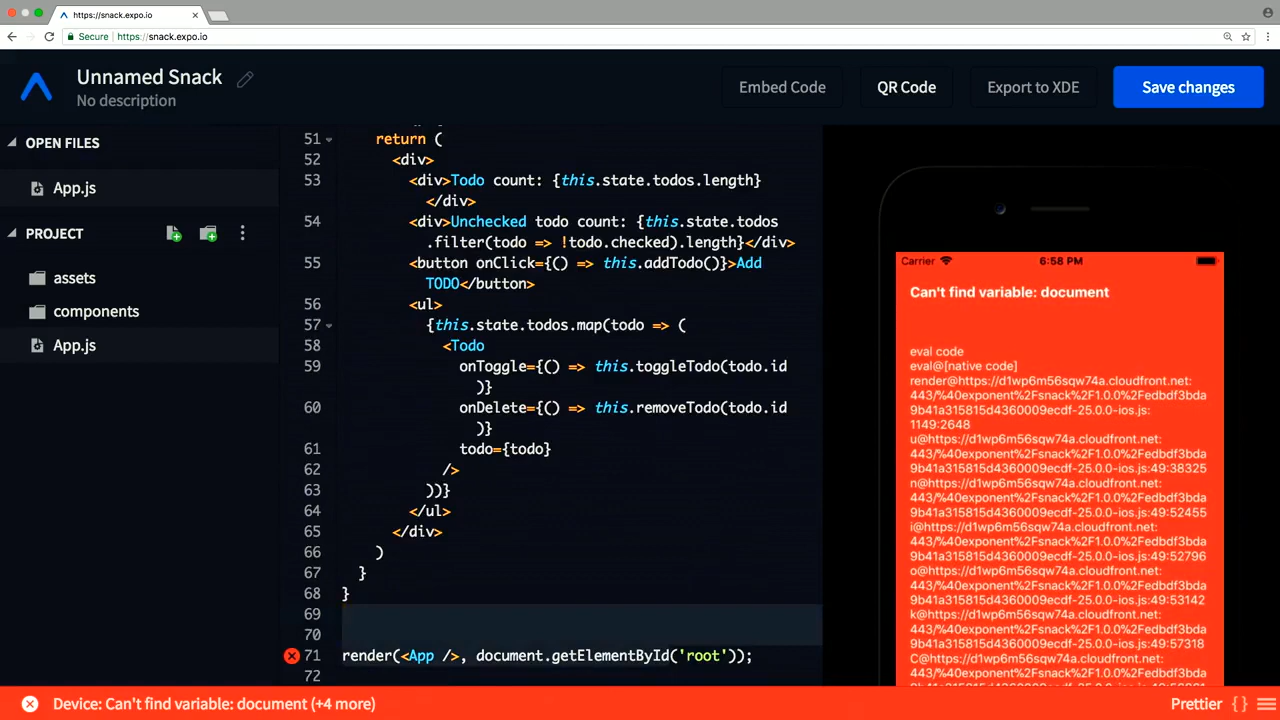 https://snack.expo.io
Secure
https://snack.expo.io
Unnamed Snack
No description
Embed Code
QR Code
Export to XDE
Save changes
OPEN FILES
App.js
PROJECT
assets
components
App.js
51 return (
52 <div>
53 <div>Todo count: {this.state.todos.length}
</div>
54 <div>Unchecked todo count: {this.state.todos
.filter(todo => !todo.checked).length}</div>
55 <button onClick={() => this.addTodo()}>Add
TODO</button>
56 <ul>
57 {this.state.todos.map(todo => (
58 <Todo
59 onToggle={() => this.toggleTodo(todo.id
)}
60 onDelete={() => this.removeTodo(todo.id
)}
61 todo={todo}
62 />
63 ))}
64 </ul>
65 </div>
66 )
67 }
68 }
69
70
71 render(<App />, document.getElementById('root'));
72
Carrier 6:58 PM
Can't find variable: document
eval code
eval@[native code]
render@https://d1wp6m56sqw74a.cloudfront.net:
443/%40exponent%2Fsnack%2F1.0.0%2Fedbdf3bda
9b41a315815d4360009ecdf-25.0.0-ios.js:
1149:2648
u@https://d1wp6m56sqw74a.cloudfront.net:
443/%40exponent%2Fsnack%2F1.0.0%2Fedbdf3bda
9b41a315815d4360009ecdf-25.0.0-ios.js:49:38325
n@https://d1wp6m56sqw74a.cloudfront.net:
443/%40exponent%2Fsnack%2F1.0.0%2Fedbdf3bda
9b41a315815d4360009ecdf-25.0.0-ios.js:49:52455
i@https://d1wp6m56sqw74a.cloudfront.net:
443/%40exponent%2Fsnack%2F1.0.0%2Fedbdf3bda
9b41a315815d4360009ecdf-25.0.0-ios.js:49:52796
o@https://d1wp6m56sqw74a.cloudfront.net:
443/%40exponent%2Fsnack%2F1.0.0%2Fedbdf3bda
9b41a315815d4360009ecdf-25.0.0-ios.js:49:53142
k@https://d1wp6m56sqw74a.cloudfront.net:
443/%40exponent%2Fsnack%2F1.0.0%2Fedbdf3bda
9b41a315815d4360009ecdf-25.0.0-ios.js:49:57318
C@https://d1wp6m56sqw74a.cloudfront.net:
443/%40exponent%2Fsnack%2F1.0.0%2Fedbdf3bda
Device: Can't find variable: document (+4 more)
Prettier { }